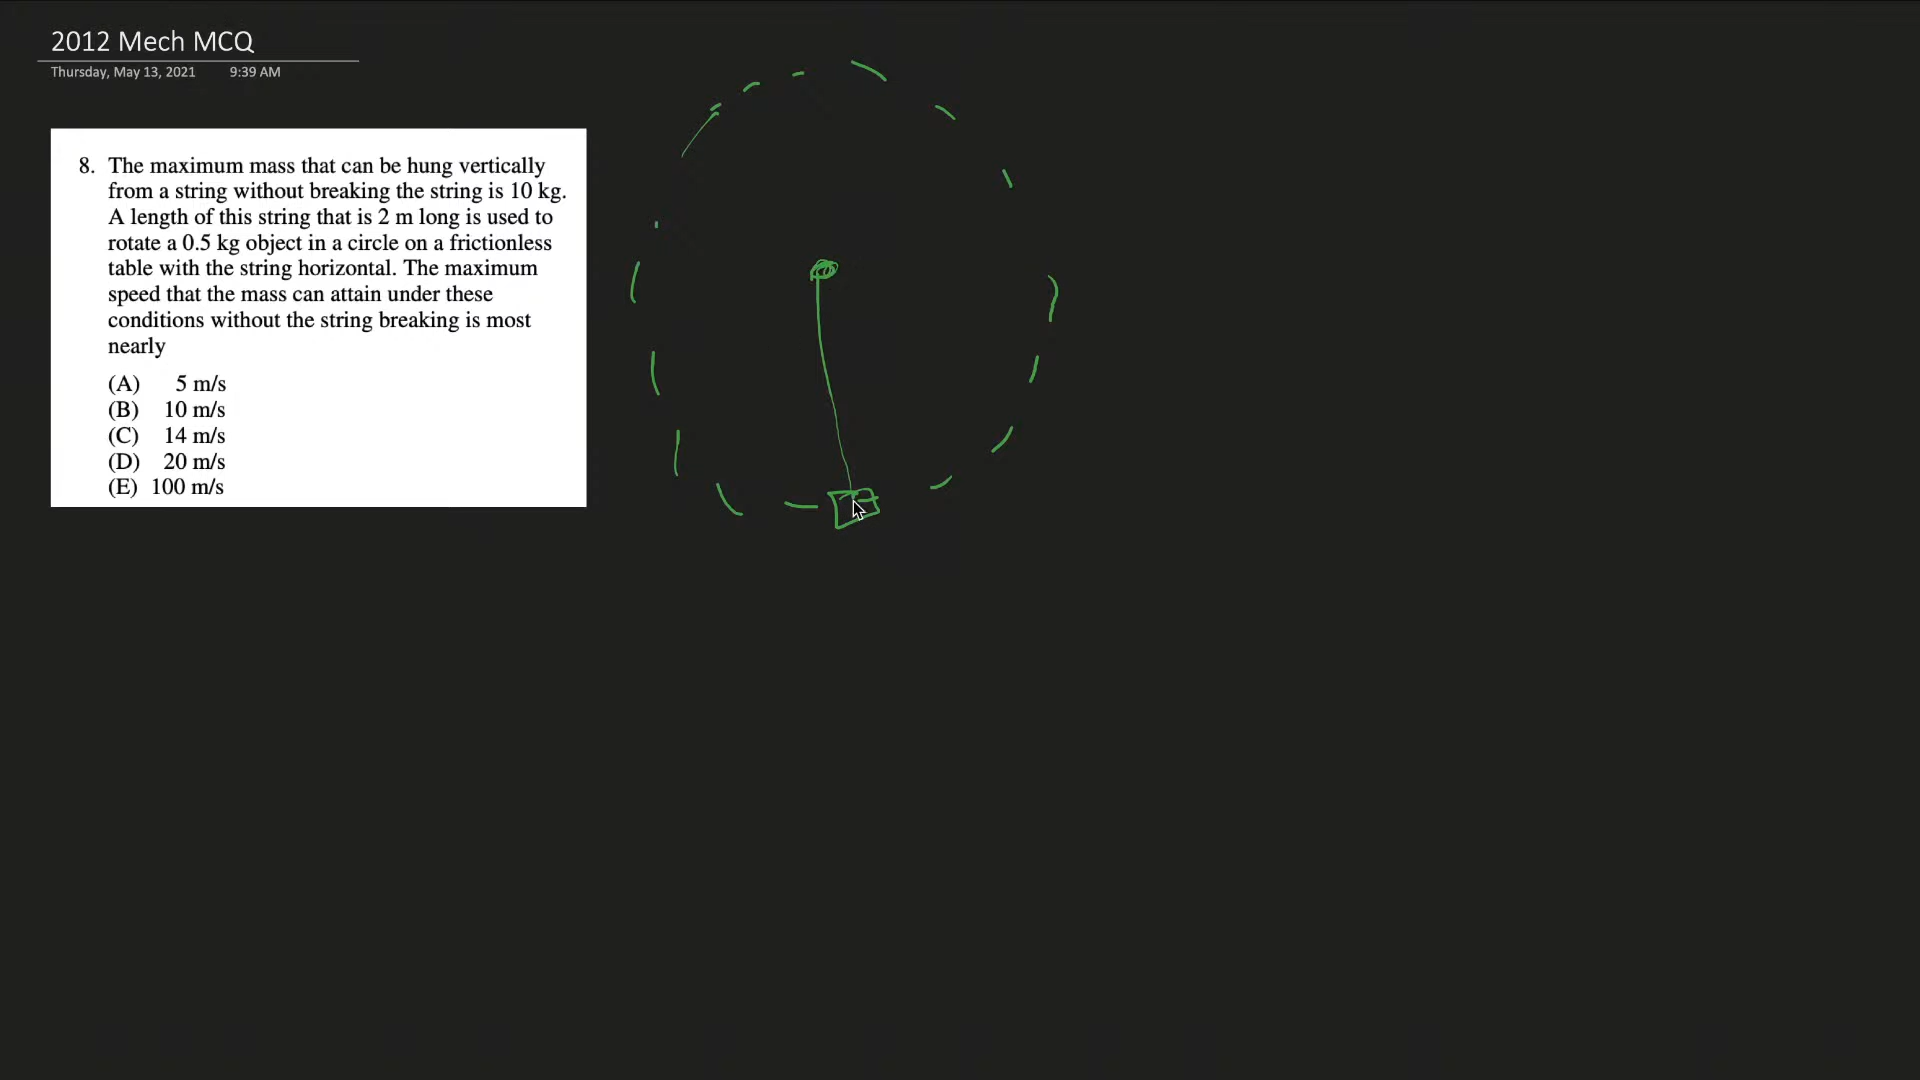 2012 Mech MCQ
Thursday, May 13, 2021 9:39 AM
8. The maximum mass that can be hung vertically
from a string without breaking the string is 10 kg.
A length of this string that is 2 m long is used to
rotate a 0.5 kg object in a circle on a frictionless
table with the string horizontal. The maximum
speed that the mass can attain under these
conditions without the string breaking is most
nearly
(A) 5 m/s
(B) 10 m/s
(C) 14 m/s
(D) 20 m/s
(E) 100 m/s